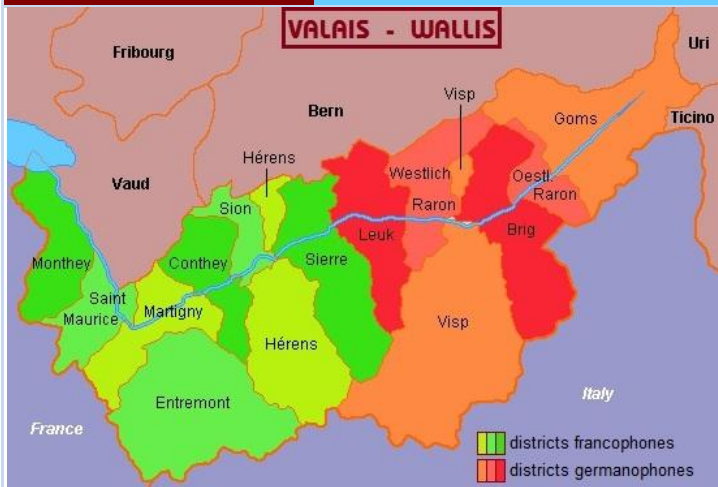 VALAIS - WALLIS
Fribourg
Uri
Visp
Bern
Goms
Ticino
Hérens
Vaud
Westlich
Raron
Oestl.
Raron
Sion
Leuk
Brig
Monthey
Conthey
Sierre
Saint
Maurice
Martigny
Visp
Hérens
Entremont
Italy
France
districts francophones
districts germanophones